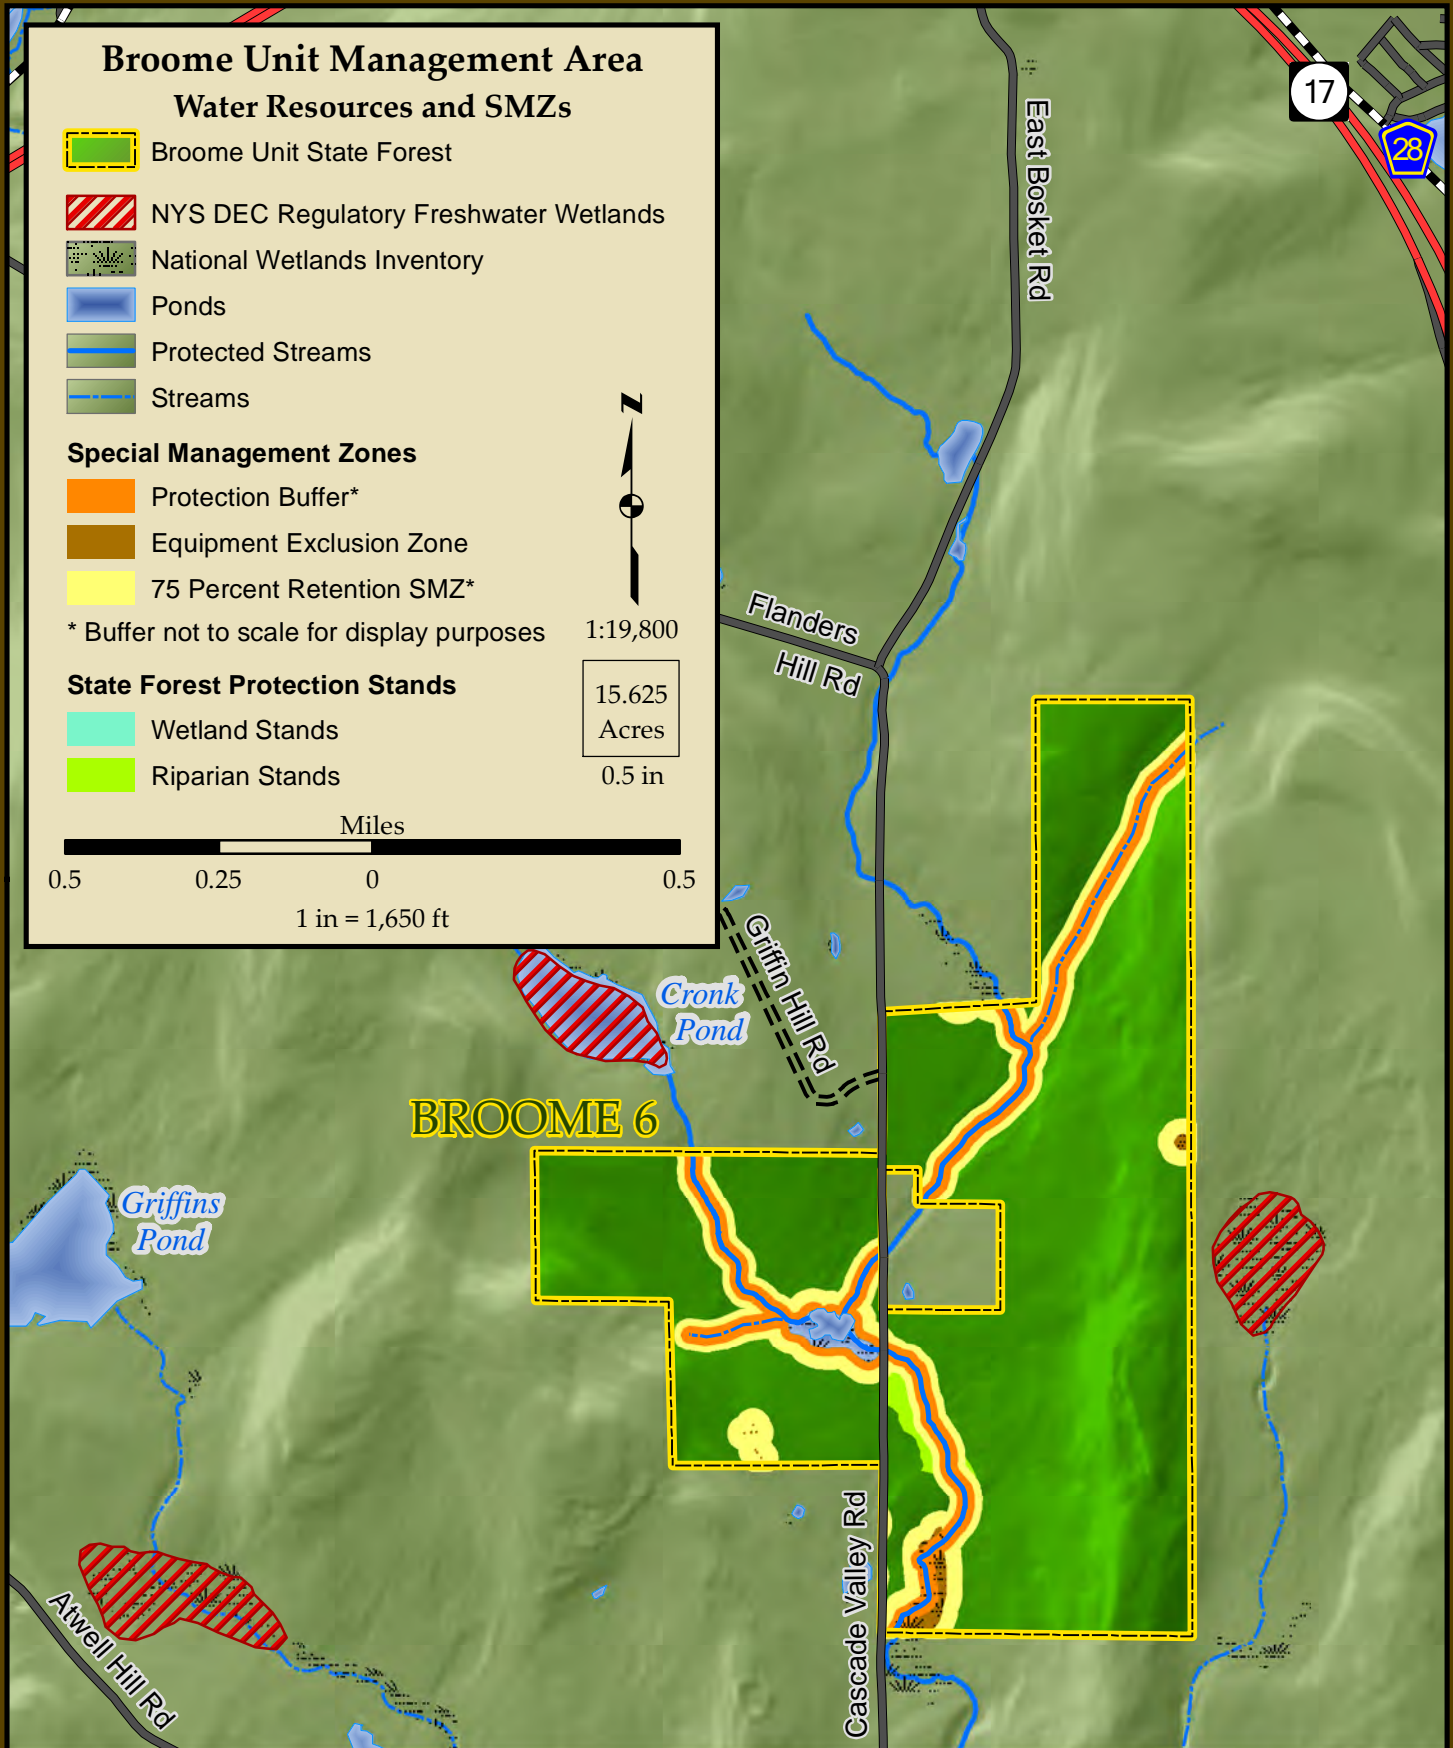 Broome Unit Management Area
Water Resources and SMZs
Broome Unit State Forest
NYS DEC Regulatory Freshwater Wetlands
National Wetlands Inventory
Ponds
Protected Streams
Streams
Special Management Zones
Protection Buffer*
Equipment Exclusion Zone
75 Percent Retention SMZ*
* Buffer not to scale for display purposes
State Forest Protection Stands
Wetland Stands
Riparian Stands
N
1:19,800
15.625
Acres
0.5 in
Miles
0.5 0.25 0 0.5
1 in = 1,650 ft
17
28
East Bosket Rd
Flanders
Hill Rd
Griffin Hill Rd
Cronk
Pond
BROOME 6
Griffins
Pond
Cascade Valley Rd
Atwell Hill Rd